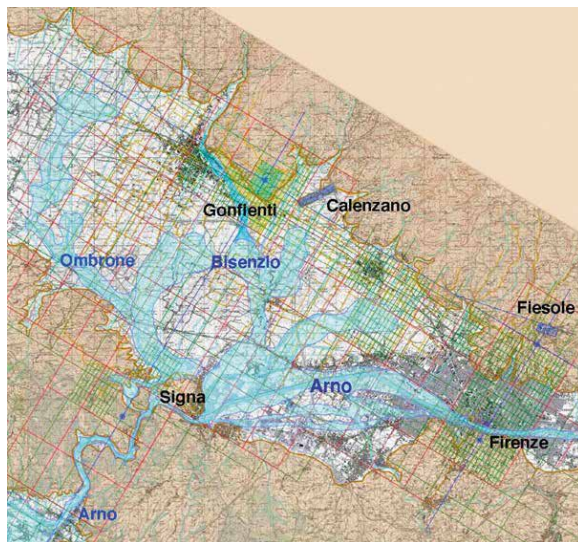 Gonfienti
Calenzano
Ombrone
Bisenzio
Fiesole
Arno
Signa
Firenze
Arno